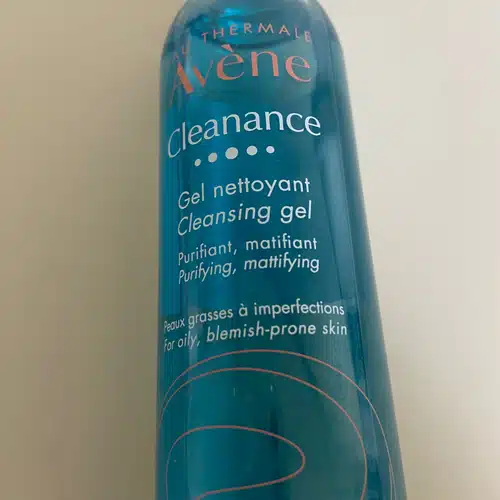 EAU THERMALE
Avène
Cleanance
Gel nettoyant
Cleansing gel
Purifiant, matifiant
Purifying, mattifying
Peaux grasses à imperfections
For oily, blemish-prone skin